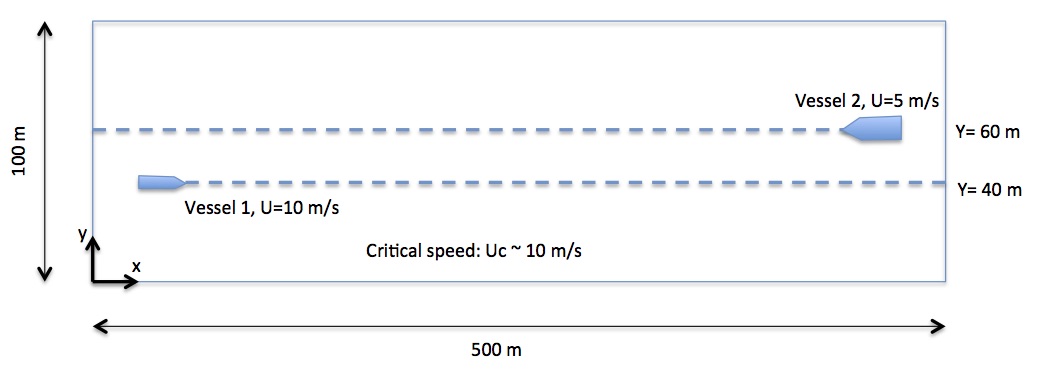 Vessel 2, U=5 m/s
Y= 60 m
100 m
Y= 40 m
Vessel 1, U=10 m/s
y
Critical speed: Uc ~ 10 m/s
x
500 m